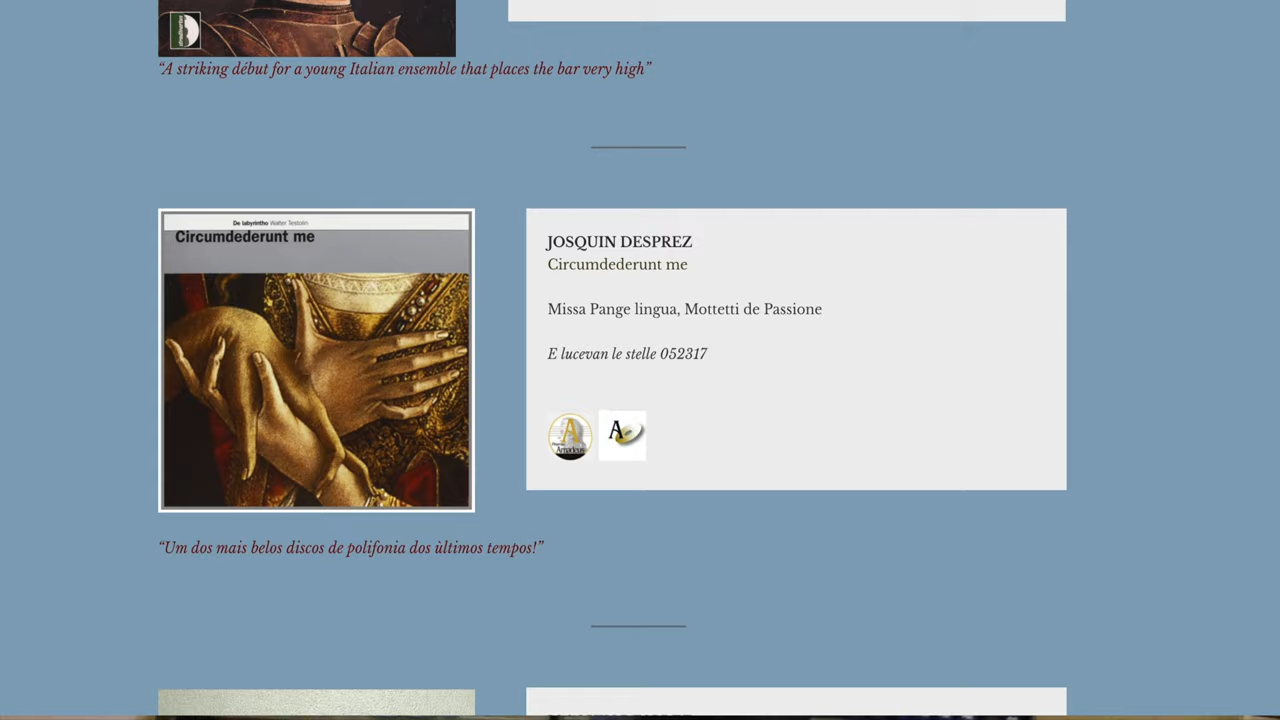 “A striking début for a young Italian ensemble that places the bar very high”
De labyrintho Walter Testolin
Circumdederunt me
JOSQUIN DESPREZ
Circumdederunt me
Missa Pange lingua, Mottetti de Passione
E lucevan le stelle 052317
A
Amadeus
A
“Um dos mais belos discos de polifonia dos ùltimos tempos!”